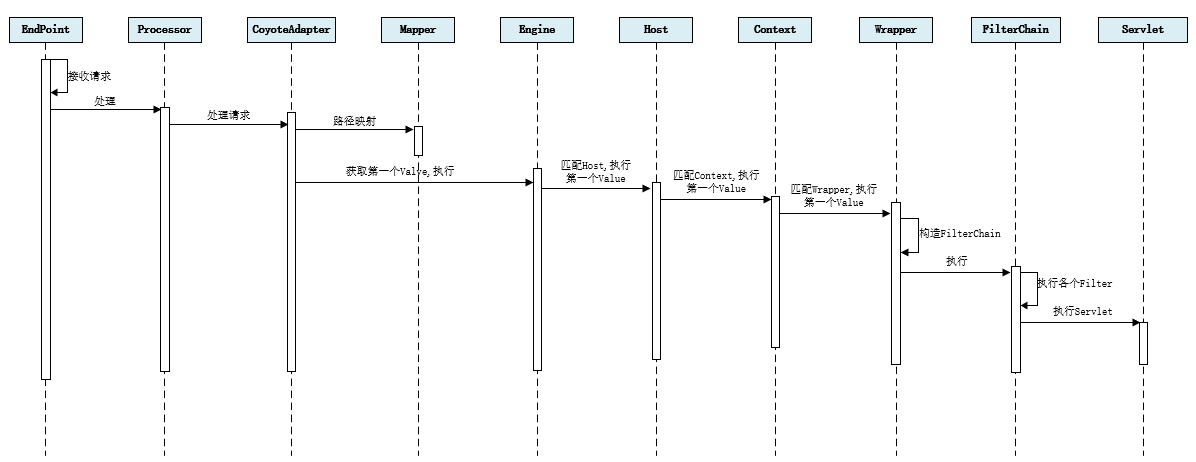 EndPoint
Processor
CoyoteAdapter
Mapper
Engine
Host
Context
Wrapper
FilterChain
Servlet
接收请求
处理
处理请求
路径映射
获取第一个Valve,执行
匹配Host,执行
第一个Value
匹配Context,执行
第一个Value
匹配Wrapper,执行
第一个Value
构造FilterChain
执行
执行各个Filter
执行Servlet